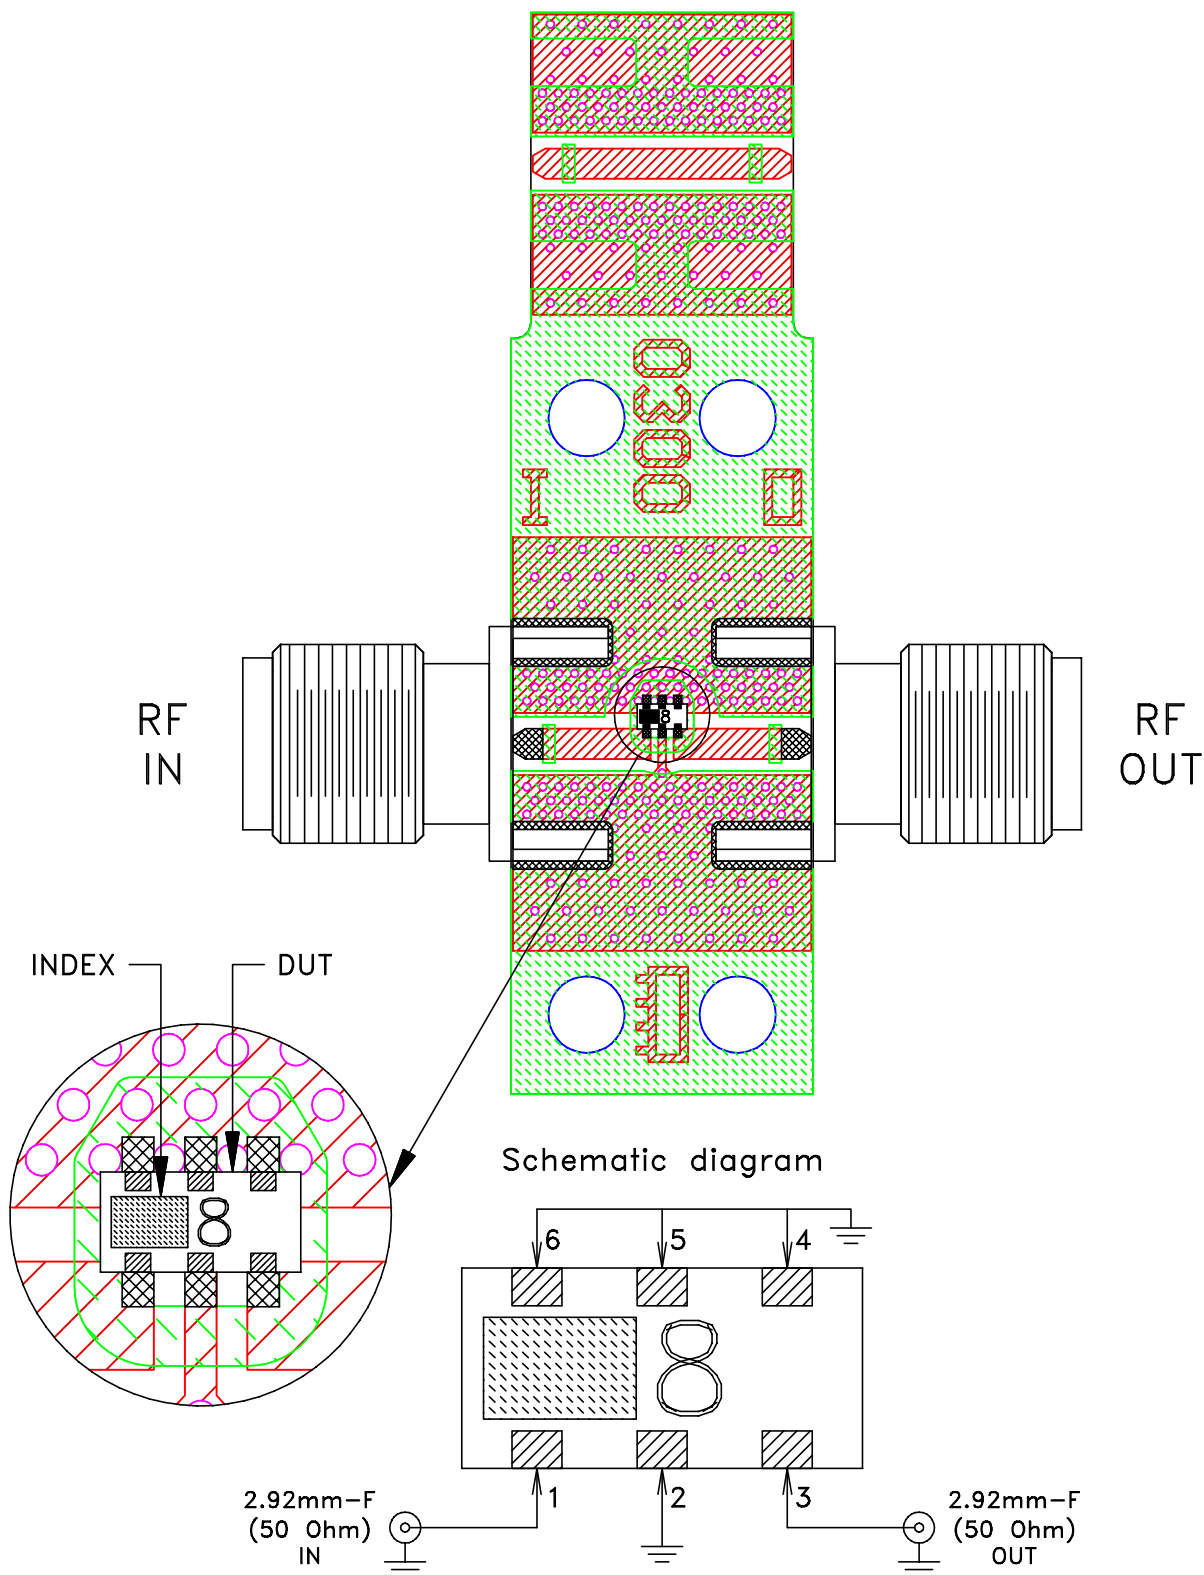 0300
I
RF
IN
8
RF
OUT
INDEX
DUT
8
Schematic diagram
6 5 4
8
1 2 3
2.92mm-F
(50 Ohm)
IN
2.92mm-F
(50 Ohm)
OUT